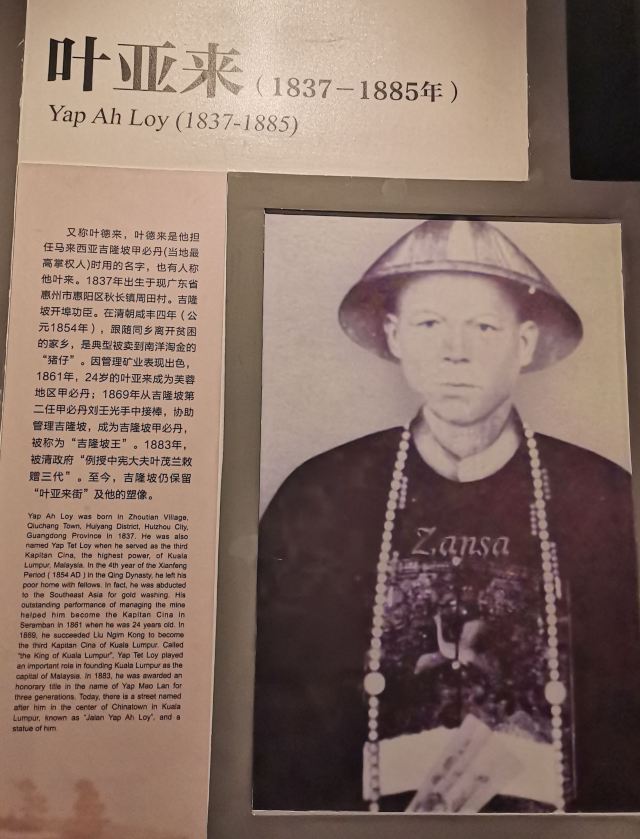 叶亚来（1837－1885年）
Yap Ah Loy (1837-1885)
又称叶德来，叶德来是他担
任马来西亚吉隆坡甲必丹(当地最
高掌权人)时用的名字，也有人称
他叶来。1837年出生于现广东省
惠州市惠阳区秋长镇周田村。吉隆
坡开埠功臣。在清朝咸丰四年（公
元1854年），跟随同乡离开贫困
的家乡，是典型被卖到南洋淘金的
“猪仔”。因管理矿业表现出色，
1861年，24岁的叶亚来成为芙蓉
地区甲必丹；1869年从吉隆坡第
二任甲必丹刘壬光手中接棒，协助
管理吉隆坡，成为吉隆坡甲必丹，
被称为“吉隆坡王”。1883年，
被清政府“例授中宪大夫叶茂兰敕
赠三代”。至今，吉隆坡仍保留
“叶亚来街”及他的塑像。
Yap Ah Loy was born in Zhoutian Village,
Qiuchang Town, Huiyang District, Huizhou City,
Guangdong Province in 1837. He was also
named Yap Tet Loy when he served as the third
Kapitan Cina, the highest power, of Kuala
Lumpur, Malaysia. In the 4th year of the Xianfeng
Period ( 1854 AD ) in the Qing Dynasty, he left his
poor home with fellows. In fact, he was abducted
to the Southeast Asia for gold washing. His
outstanding performance of managing the mine
helped him become the Kapitan Cina in
Seramban in 1861 when he was 24 years old. In
1869, he succeeded Liu Ngim Kong to become
the third Kapitan Cina of Kuala Lumpur. Called
"the King of Kuala Lumpur", Yap Tet Loy played
an important role in founding Kuala Lumpur as the
capital of Malaysia. In 1883, he was awarded an
honorary title in the name of Yap Mao Lan for
three generations. Today, there is a street named
after him in the center of Chinatown in Kuala
Lumpur, known as "Jalan Yap Ah Loy", and a
statue of him.
Zansa